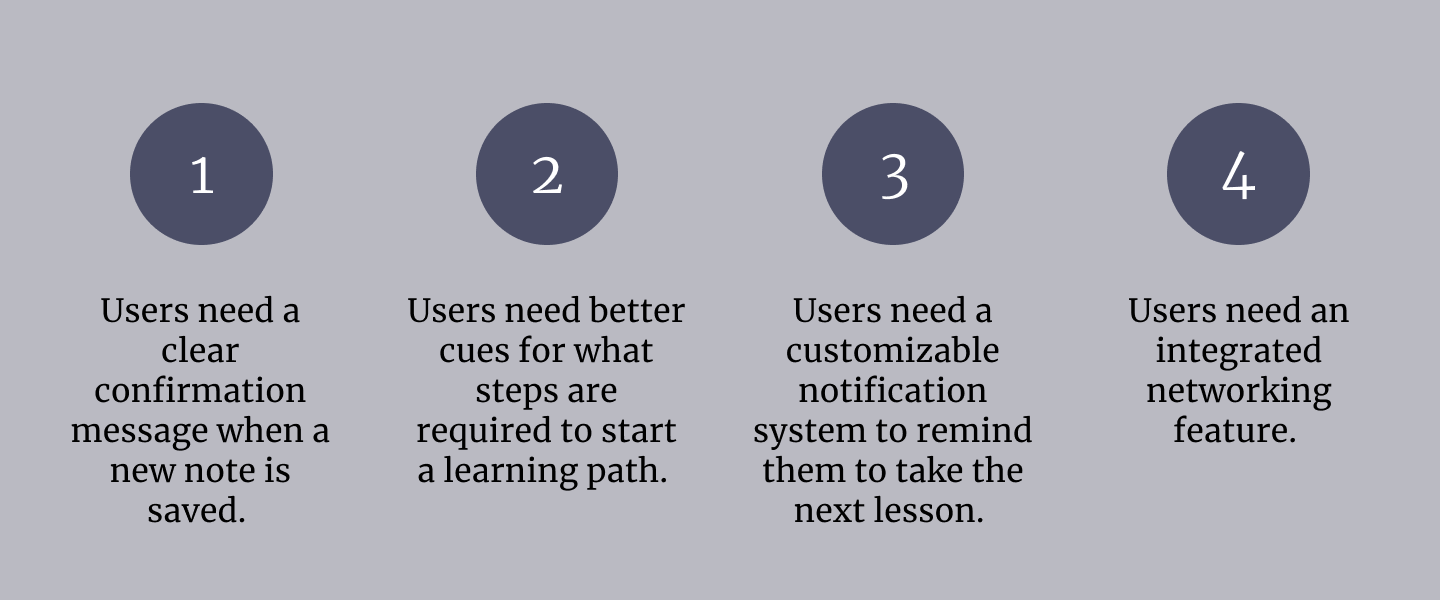 1
Users need a
clear
confirmation
message when a
new note is
saved.
2
Users need better
cues for what
steps are
required to start
a learning path.
3
Users need a
customizable
notification
system to remind
them to take the
next lesson.
4
Users need an
integrated
networking
feature.